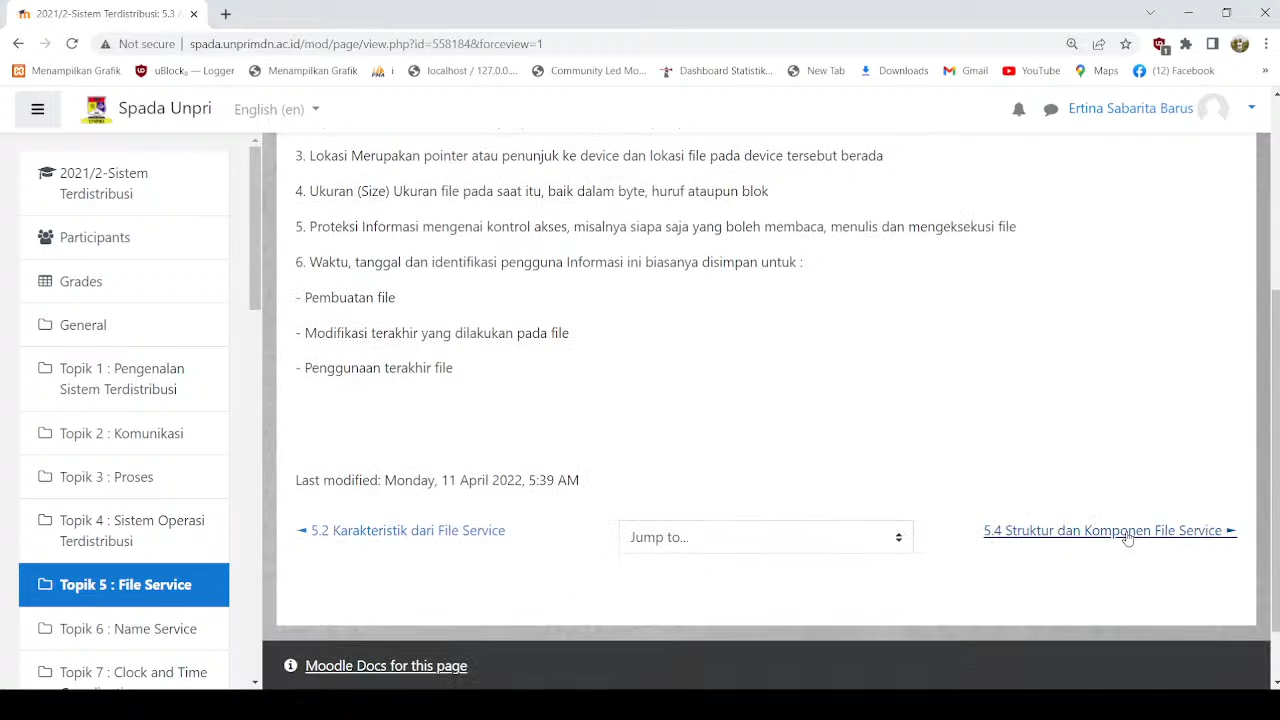 2021/2-Sistem Terdistribusi: 5.3 /
Not secure | spada.unprimdn.ac.id/mod/page/view.php?id=558184&forceview=1
Menampilkan Grafik uBlock₀ — Logger Menampilkan Grafik i localhost / 127.0.0.... Community Led Mo... Dashboard Statistik... New Tab Downloads Gmail YouTube Maps (12) Facebook »
Spada Unpri English (en) Ertina Sabarita Barus
2021/2-Sistem
Terdistribusi
Participants
Grades
General
Topik 1 : Pengenalan
Sistem Terdistribusi
Topik 2 : Komunikasi
Topik 3 : Proses
Topik 4 : Sistem Operasi
Terdistribusi
Topik 5 : File Service
Topik 6 : Name Service
Topik 7 : Clock and Time
3. Lokasi Merupakan pointer atau penunjuk ke device dan lokasi file pada device tersebut berada
4. Ukuran (Size) Ukuran file pada saat itu, baik dalam byte, huruf ataupun blok
5. Proteksi Informasi mengenai kontrol akses, misalnya siapa saja yang boleh membaca, menulis dan mengeksekusi file
6. Waktu, tanggal dan identifikasi pengguna Informasi ini biasanya disimpan untuk :
- Pembuatan file
- Modifikasi terakhir yang dilakukan pada file
- Penggunaan terakhir file
Last modified: Monday, 11 April 2022, 5:39 AM
◄ 5.2 Karakteristik dari File Service
Jump to...
5.4 Struktur dan Komponen File Service ►
Moodle Docs for this page